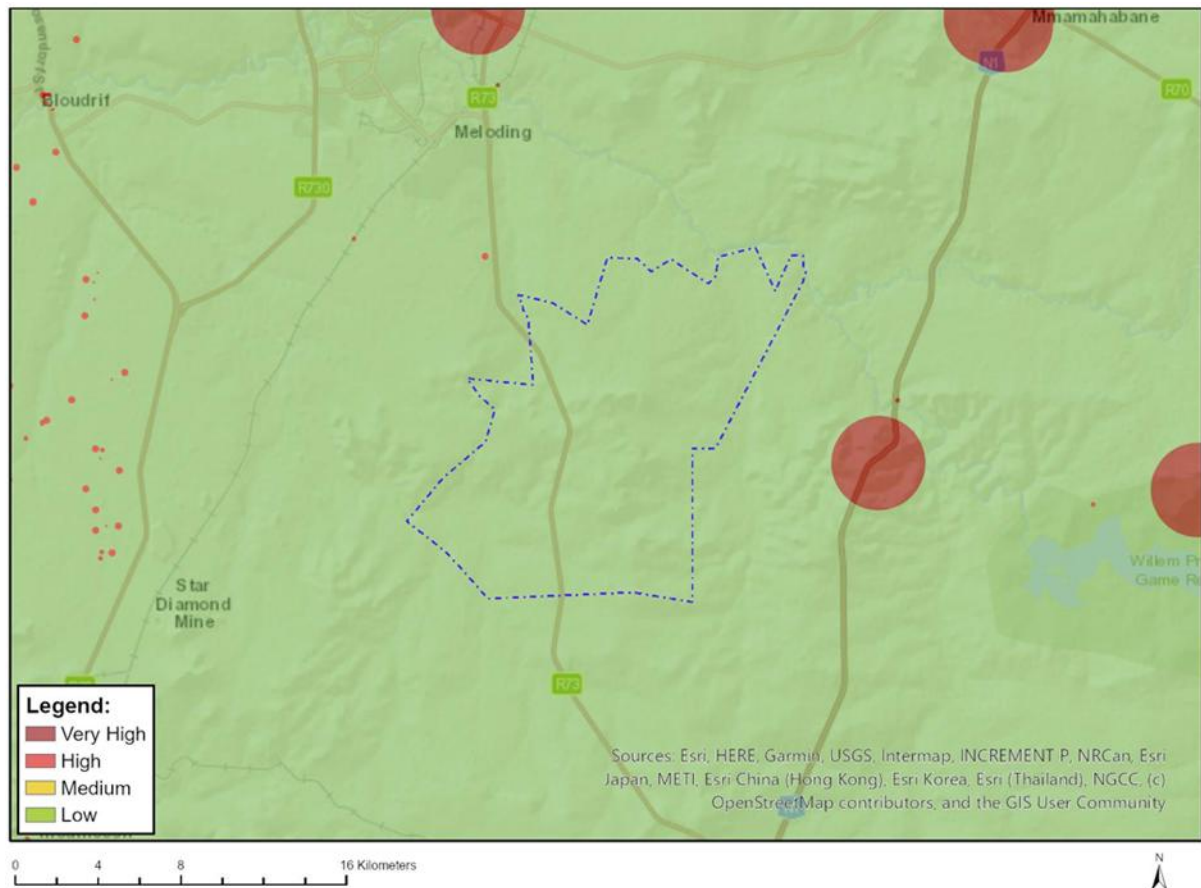 Mmamahabane
N1
Bloudrif
R73
R70
Meloding
R730
Star
Diamond
Mine
Game
R73
Legend:
Very High
High
Medium
Low
Sources: Esri, HERE, Garmin, USGS, Intermap, INCREMENT P, NRCan, Esri
Japan, METI, Esri China (Hong Kong), Esri Korea, Esri (Thailand), NGCC, (c)
OpenStreetMap contributors, and the GIS User Community
0 4 8 16 Kilometers
N